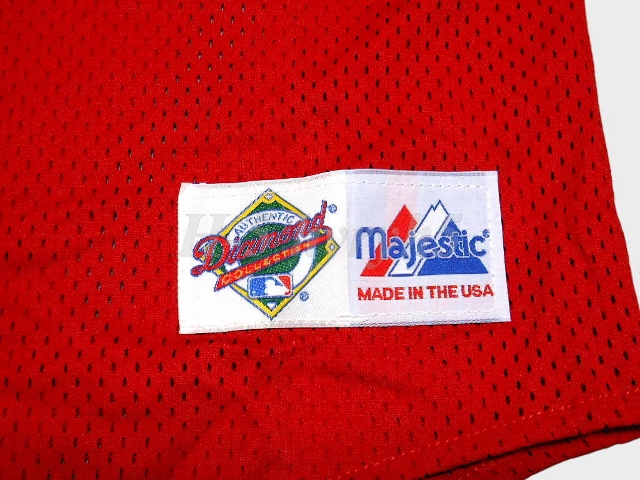 AUTHENTIC
Diamond
COLLECTION
Majestic
MADE IN THE USA